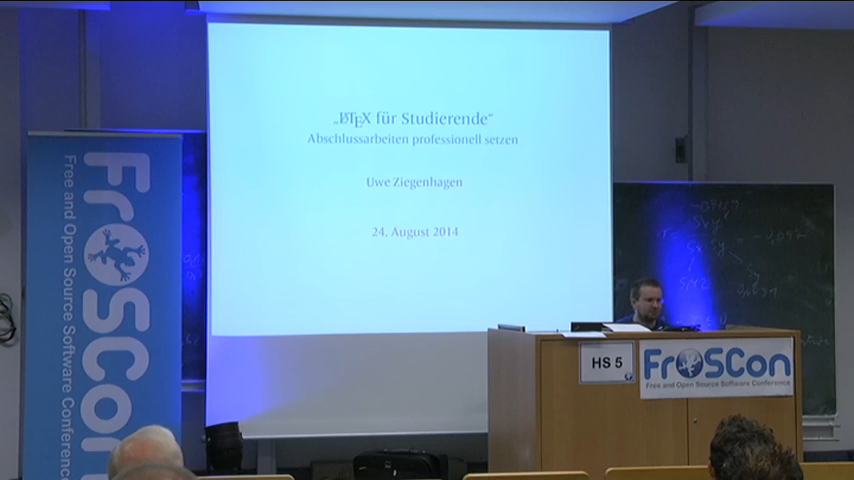 „LATEX für Studierende“
Abschlussarbeiten professionell setzen
Uwe Ziegenhagen
24. August 2014
FrOSCon
Free and Open Source Software Conference
HS 5
FrOSCon
Free and Open Source Software Conference